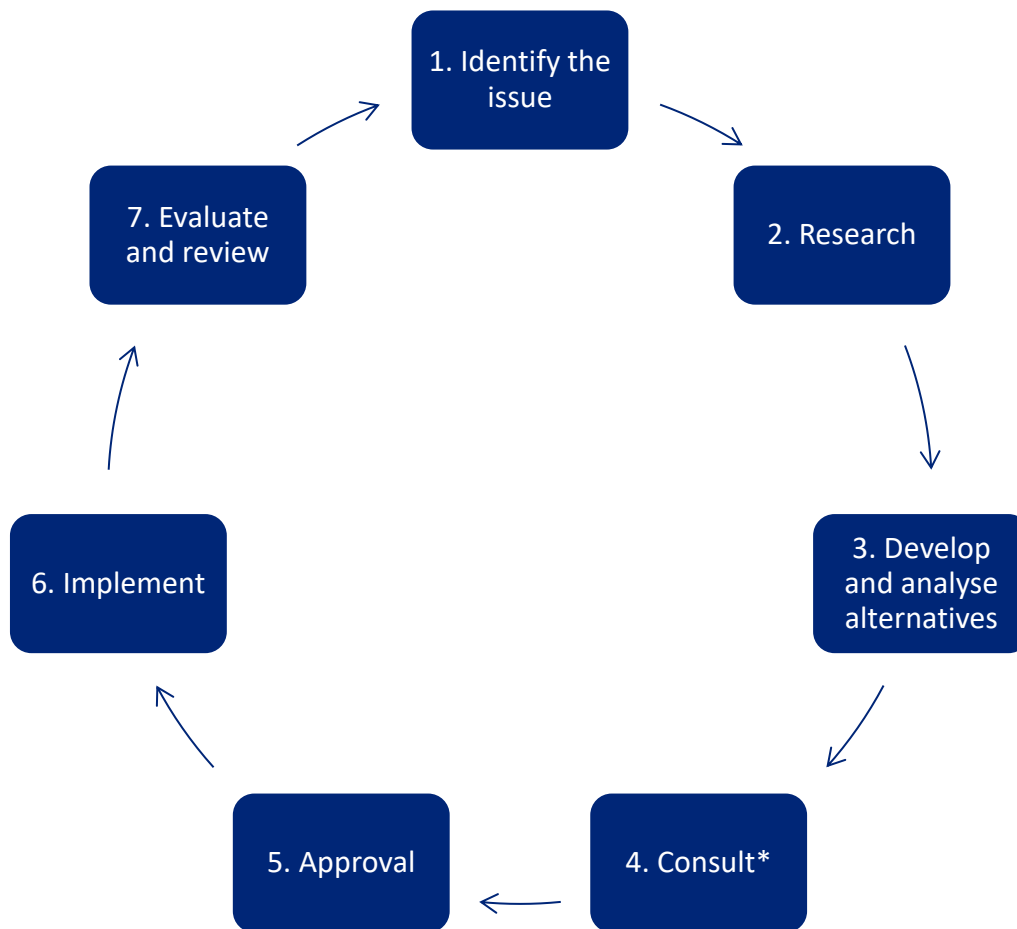 1. Identify the
issue
2. Research
3. Develop
and analyse
alternatives
4. Consult*
5. Approval
6. Implement
7. Evaluate
and review